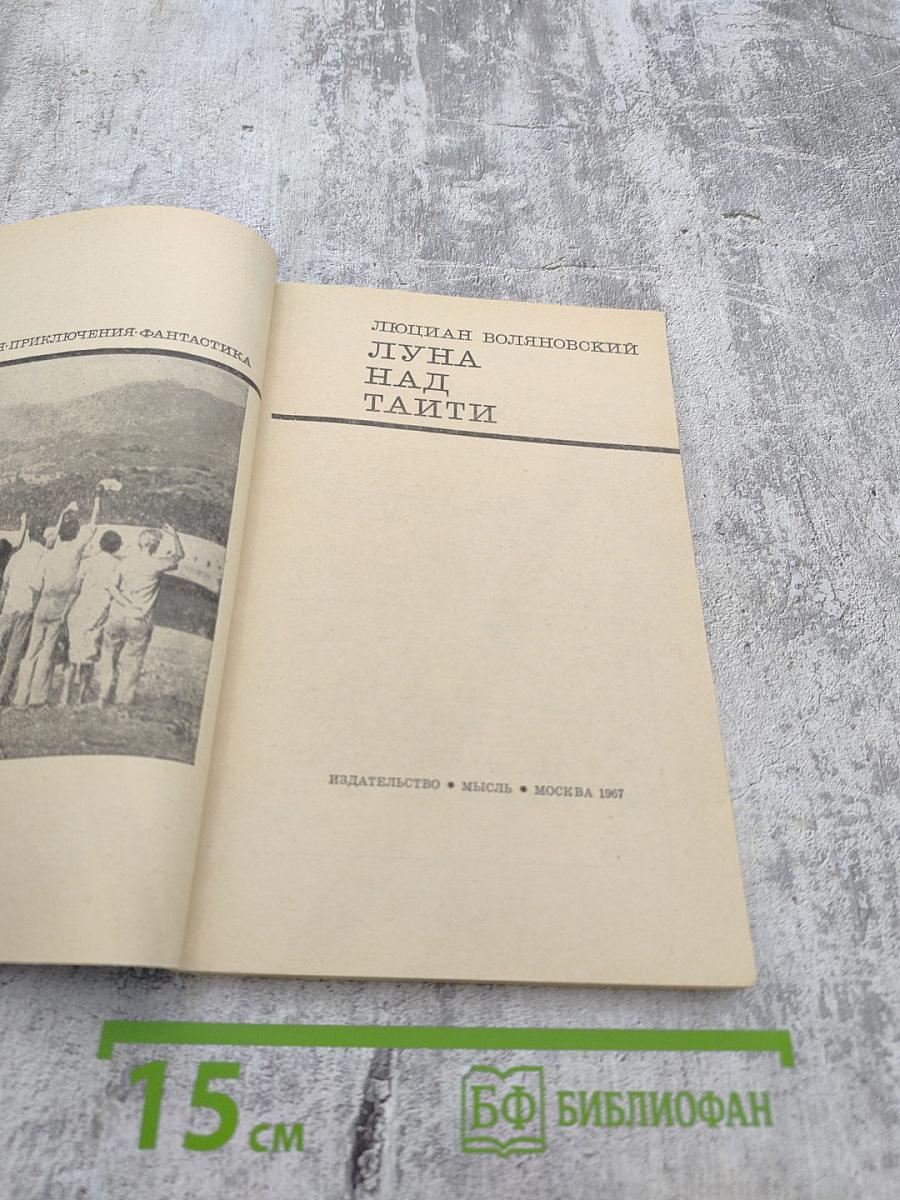 ПРИКЛЮЧЕНИЯ·ФАНТАСТИКА
ЛЮЦИАН ВОЛЯНОВСКИЙ
ЛУНА
НАД
ТАИТИ
ИЗДАТЕЛЬСТВО • МЫСЛЬ • МОСКВА 1967
15 см
БФ БИБЛИОФАН